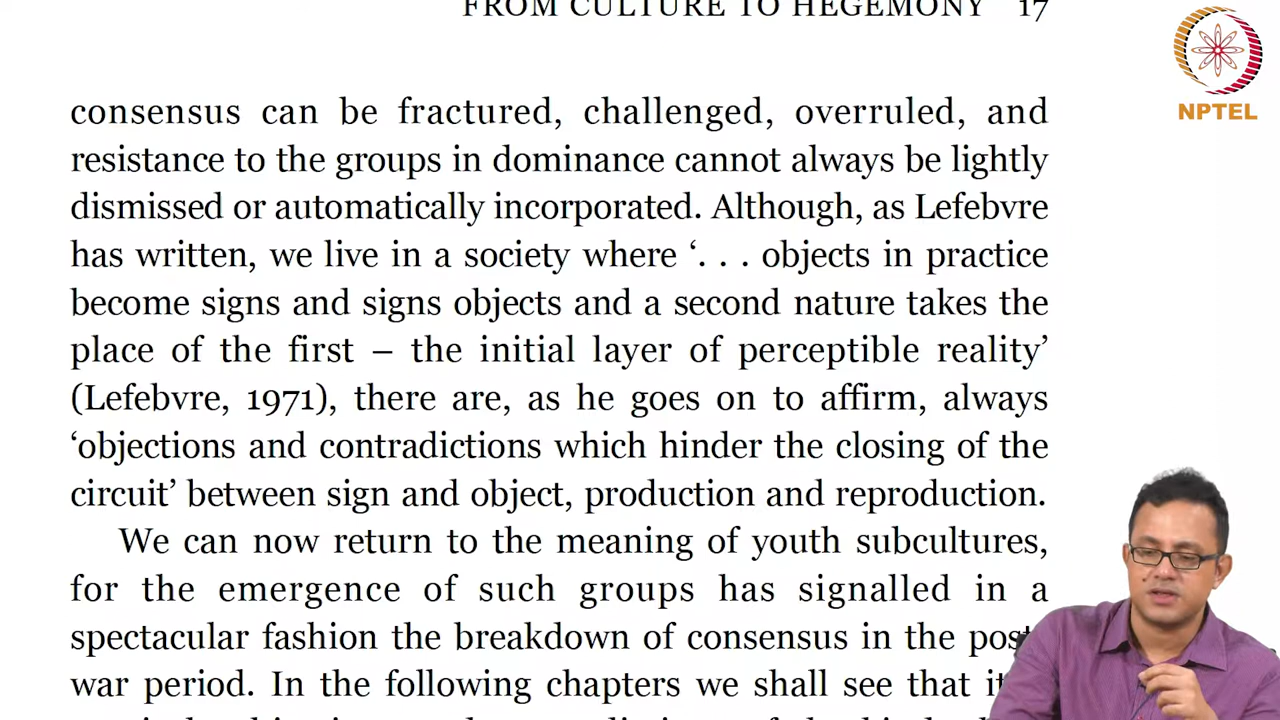 FROM CULTURE TO HEGEMONY 17
NPTEL
consensus can be fractured, challenged, overruled, and
resistance to the groups in dominance cannot always be lightly
dismissed or automatically incorporated. Although, as Lefebvre
has written, we live in a society where ‘. . . objects in practice
become signs and signs objects and a second nature takes the
place of the first – the initial layer of perceptible reality’
(Lefebvre, 1971), there are, as he goes on to affirm, always
‘objections and contradictions which hinder the closing of the
circuit’ between sign and object, production and reproduction.
We can now return to the meaning of youth subcultures,
for the emergence of such groups has signalled in a
spectacular fashion the breakdown of consensus in the post-
war period. In the following chapters we shall see that it